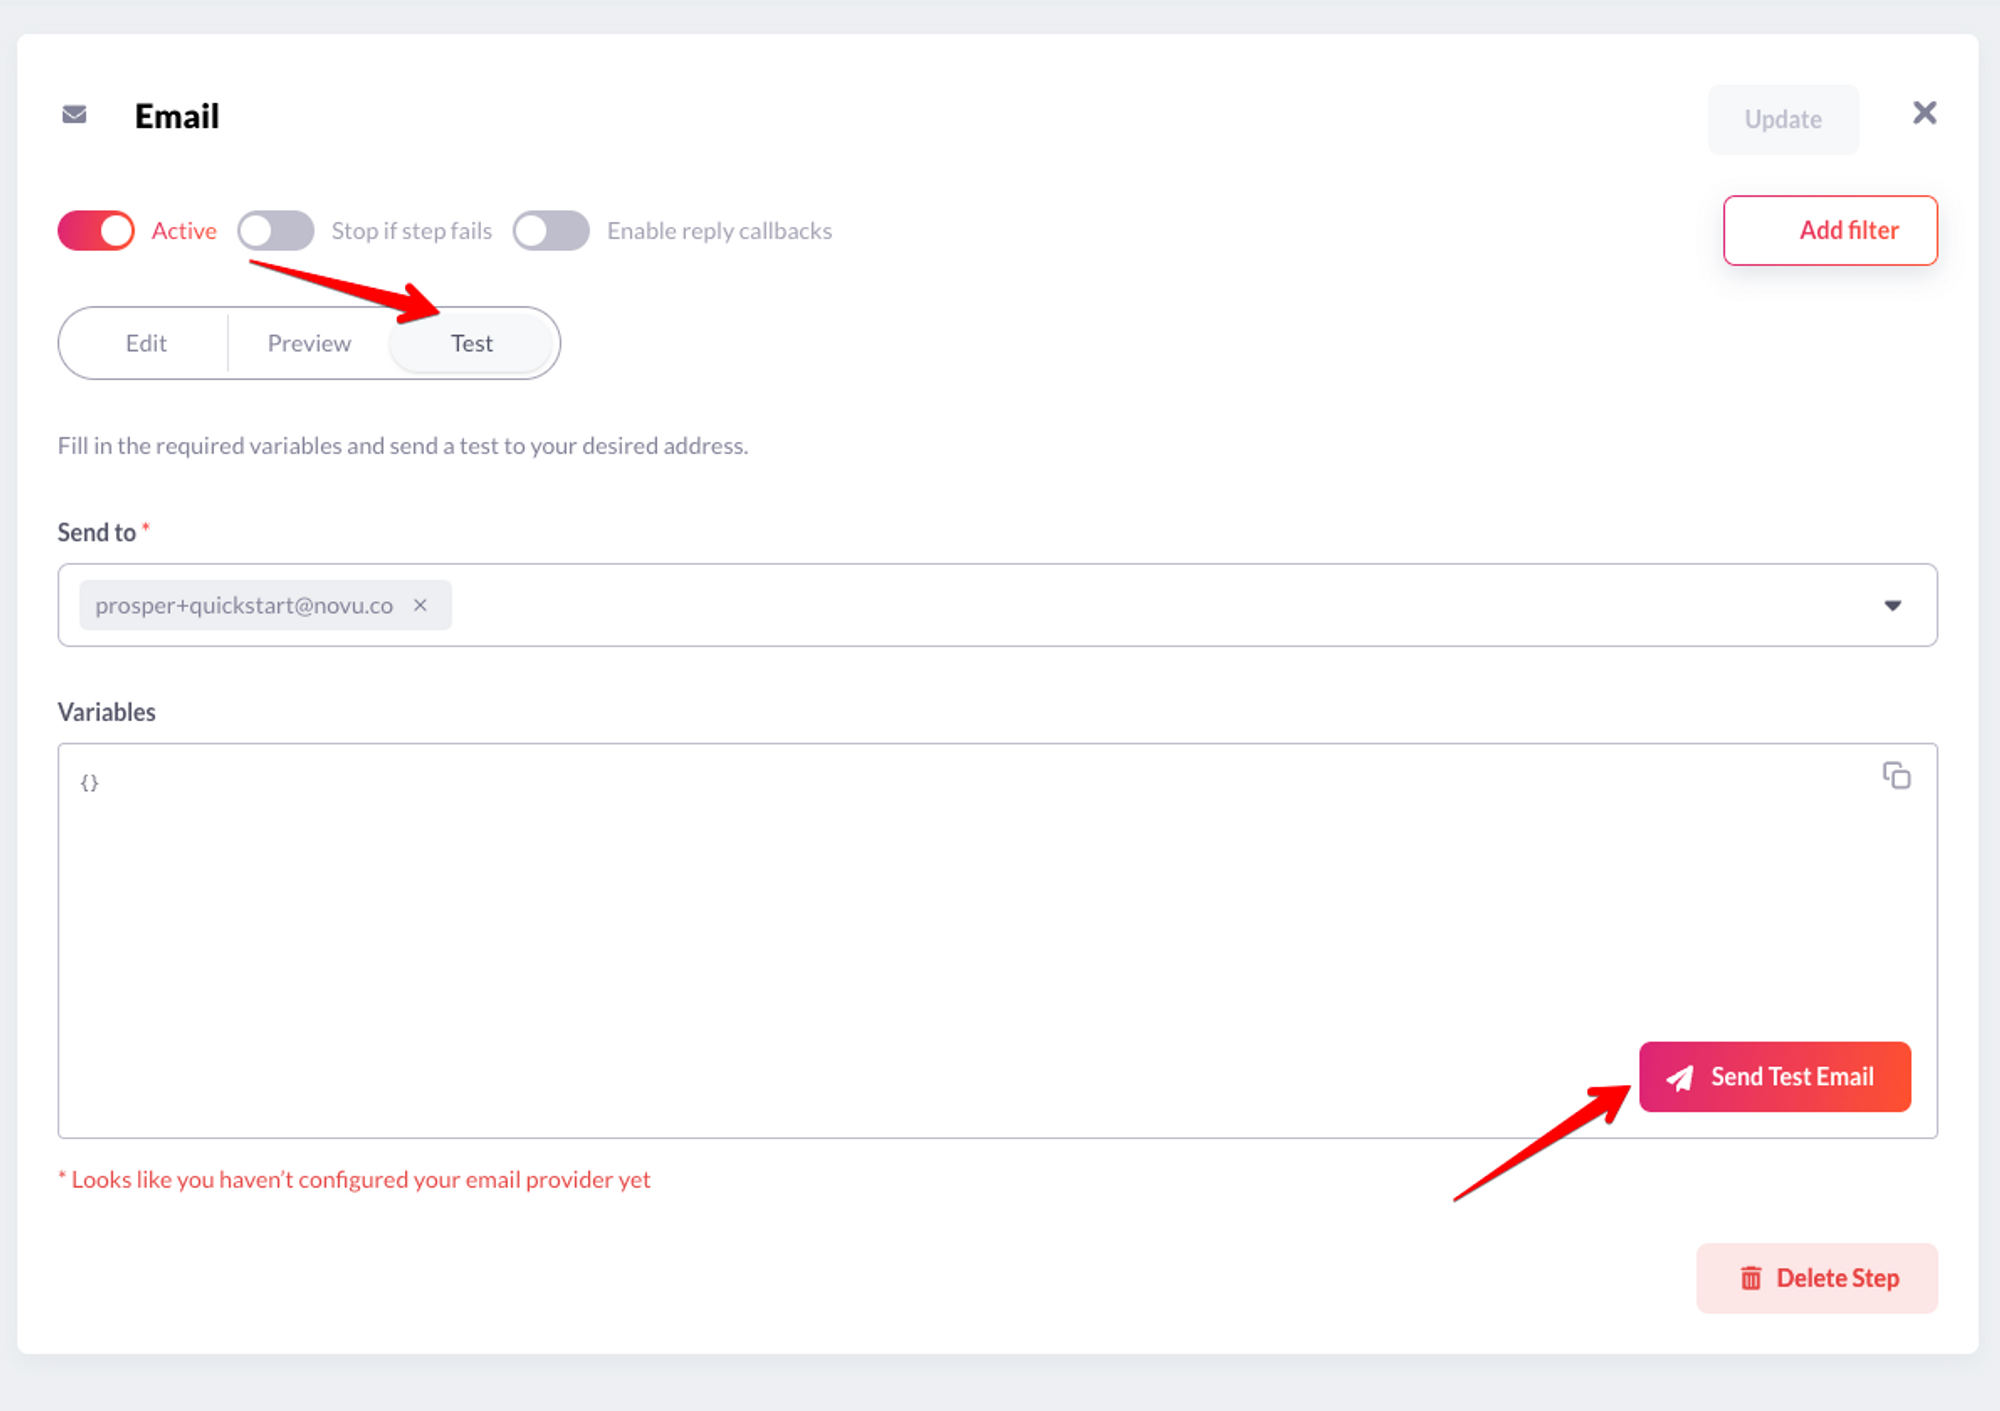 Email
Update
Active
Stop if step fails
Enable reply callbacks
Add filter
Edit
Preview
Test
Fill in the required variables and send a test to your desired address.
Send to *
prosper+quickstart@novu.co
Variables
{}
Send Test Email
* Looks like you haven’t configured your email provider yet
Delete Step